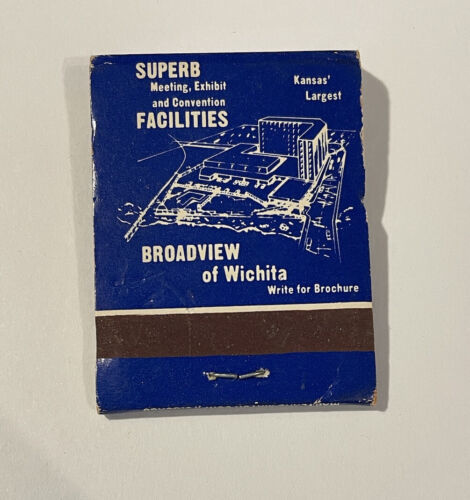 SUPERB
Meeting, Exhibit
and Convention
FACILITIES
Kansas'
Largest
BROADVIEW
of Wichita
Write for Brochure